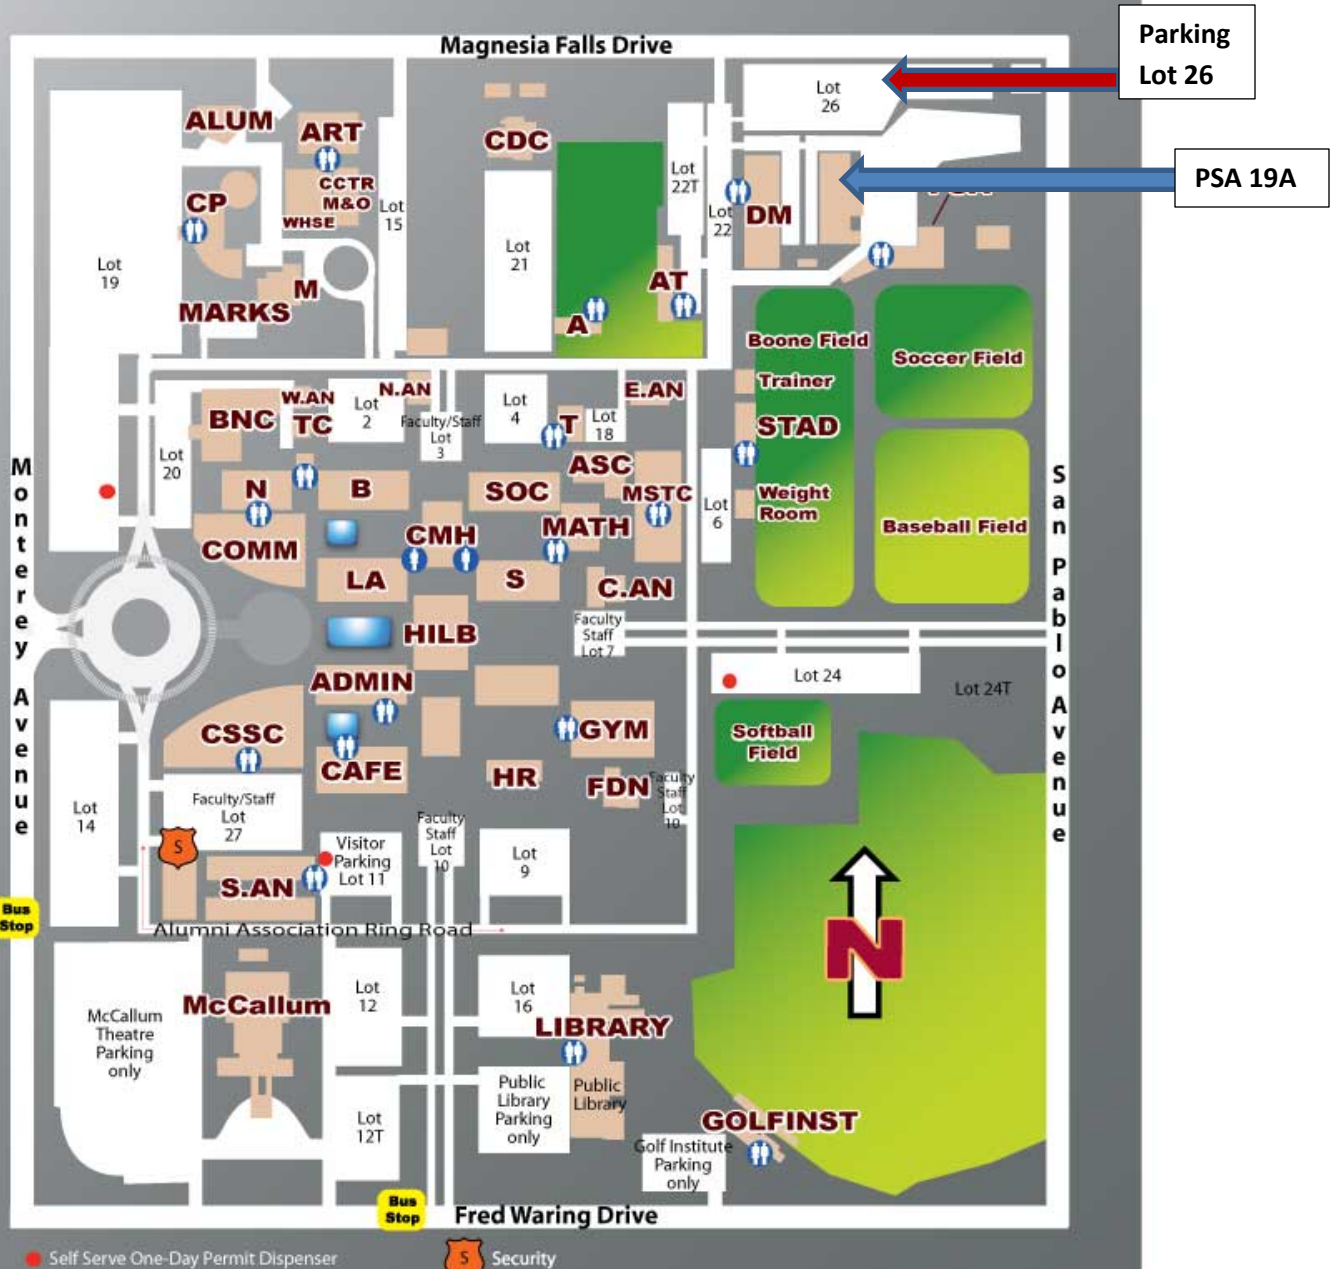 Magnesia Falls Drive
Parking
Lot 26
Lot
26
ALUM
ART
CDC
CCTR
M&O
WHSE
CP
Lot
15
Lot
22T
Lot
22
DM
PSA 19A
Lot
19
Lot
21
M
MARKS
AT
A
Boone Field
Soccer Field
Trainer
STAD
Weight
Room
Baseball Field
W.AN
N.AN
E.AN
BNC
TC
Lot
2
Faculty/Staff
Lot
3
Lot
4
T
Lot
18
Lot
20
ASC
MSTC
Lot
6
N
B
SOC
MATH
CMH
COMM
LA
S
C.AN
Faculty
Staff
Lot 7
HILB
ADMIN
Lot 24
Lot 24T
Softball
Field
CSSC
GYM
CAFE
HR
FDN
Faculty
Staff
Lot
10
Monterey Avenue
San Pablo Avenue
Lot
14
Faculty/Staff
Lot
27
S
Visitor
Parking
Lot 11
Faculty
Staff
Lot
10
Lot
9
S.AN
Bus
Stop
Alumni Association Ring Road
N
McCallum
Theatre
Parking
only
McCallum
Lot
12
Lot
16
LIBRARY
Lot
12T
Public
Library
Parking
only
Public
Library
GOLFINST
Golf Institute
Parking
only
Bus
Stop
Fred Waring Drive
Self Serve One-Day Permit Dispenser
S
Security